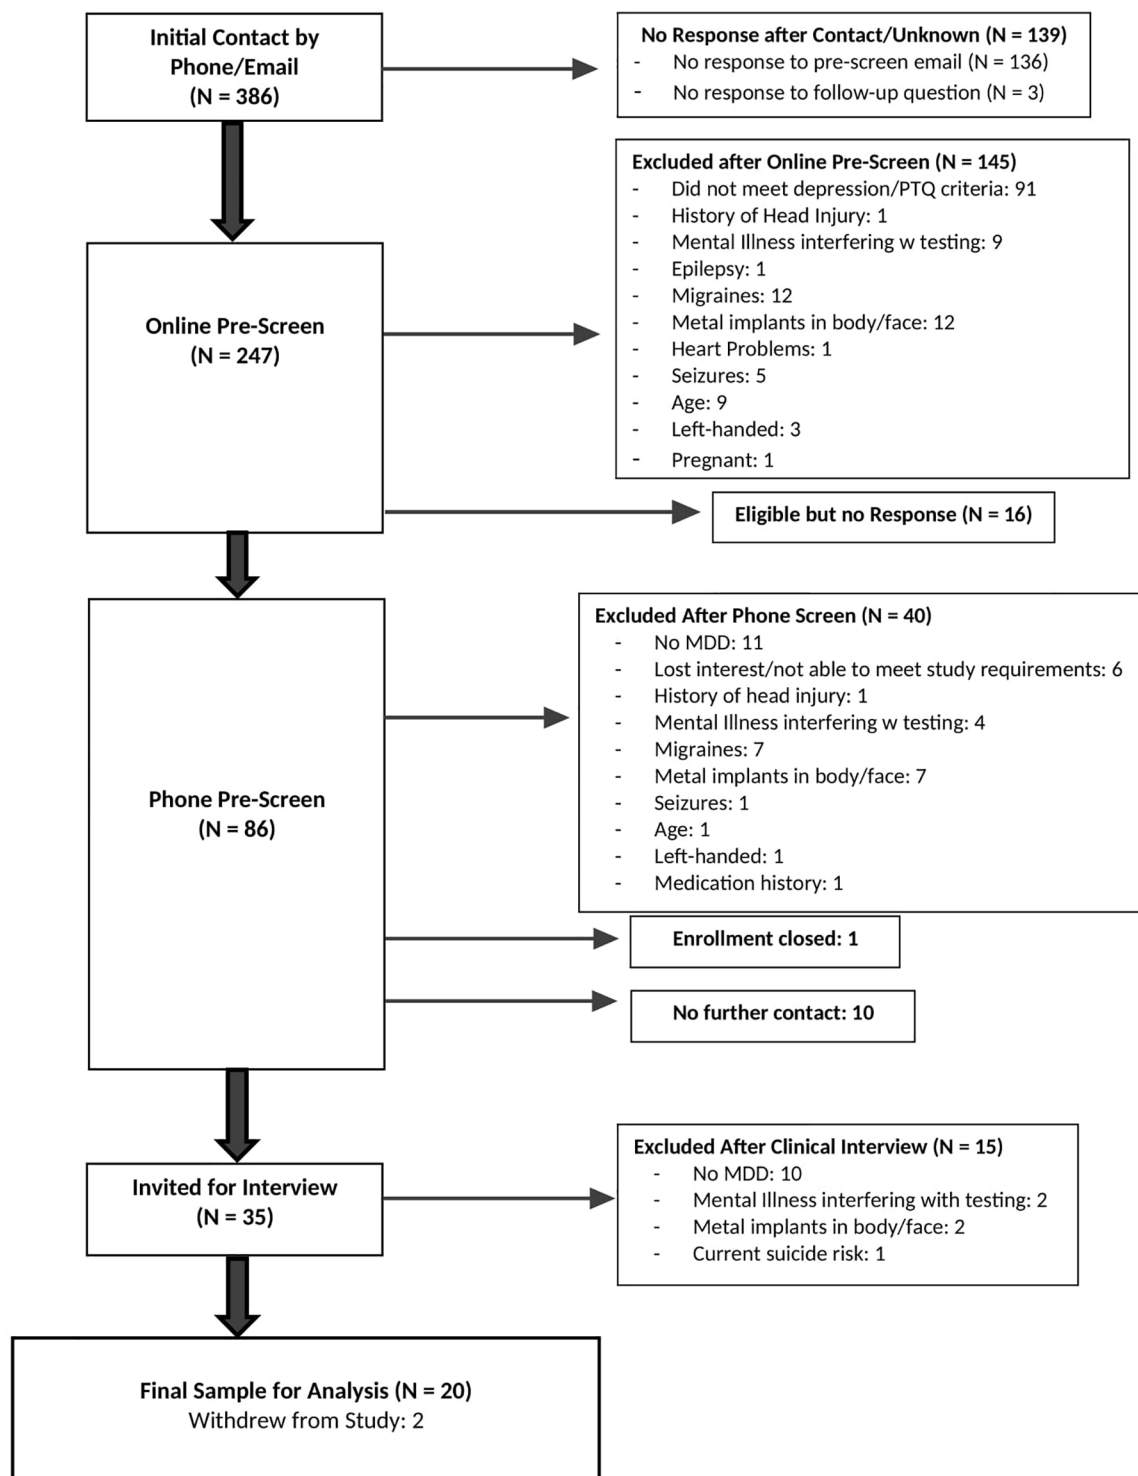 Initial Contact by
Phone/Email
(N = 386)
No Response after Contact/Unknown (N = 139)
- No response to pre-screen email (N = 136)
- No response to follow-up question (N = 3)
Excluded after Online Pre-Screen (N = 145)
- Did not meet depression/PTQ criteria: 91
- History of Head Injury: 1
- Mental Illness interfering w testing: 9
- Epilepsy: 1
- Migraines: 12
- Metal implants in body/face: 12
- Heart Problems: 1
- Seizures: 5
- Age: 9
- Left-handed: 3
- Pregnant: 1
Online Pre-Screen
(N = 247)
Eligible but no Response (N = 16)
Excluded After Phone Screen (N = 40)
- No MDD: 11
- Lost interest/not able to meet study requirements: 6
- History of head injury: 1
- Mental Illness interfering w testing: 4
- Migraines: 7
- Metal implants in body/face: 7
- Seizures: 1
- Age: 1
- Left-handed: 1
- Medication history: 1
Phone Pre-Screen
(N = 86)
Enrollment closed: 1
No further contact: 10
Excluded After Clinical Interview (N = 15)
- No MDD: 10
- Mental Illness interfering with testing: 2
- Metal implants in body/face: 2
- Current suicide risk: 1
Invited for Interview
(N = 35)
Final Sample for Analysis (N = 20)
Withdrew from Study: 2